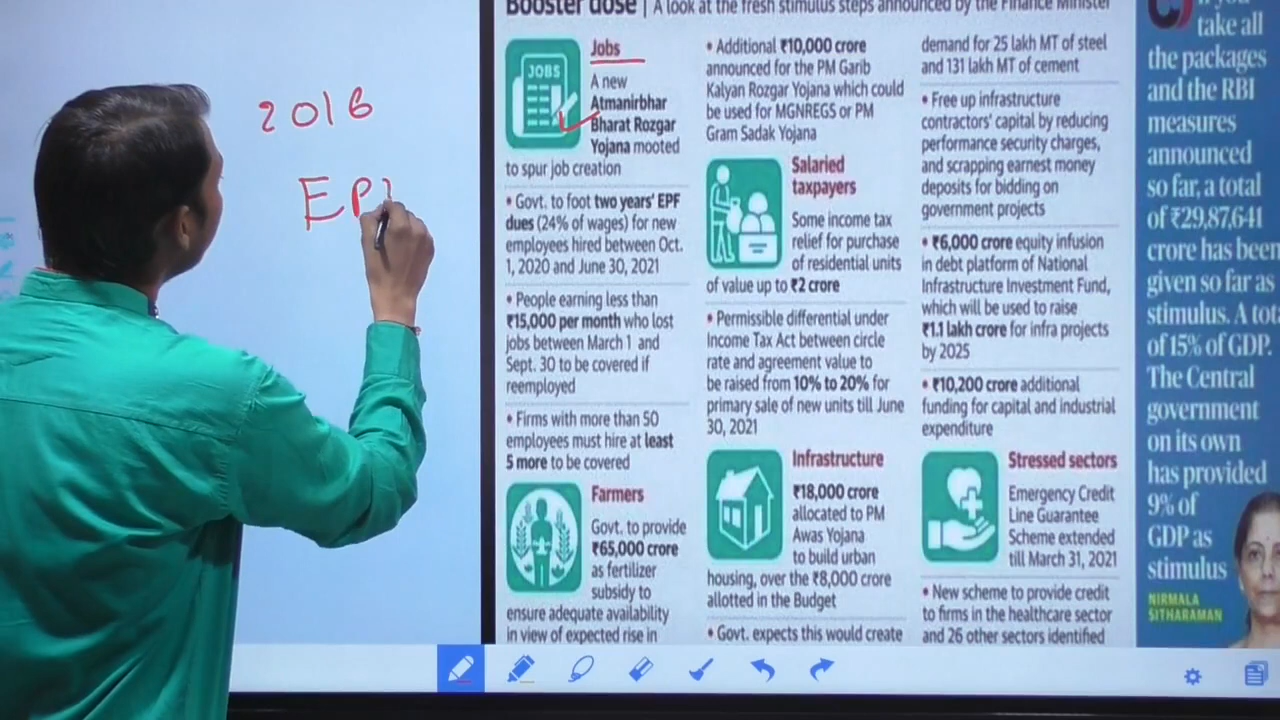 2016
EP
Booster dose | A look at the fresh stimulus steps announced by the Finance Minister
JOBS
Jobs
A new
Atmanirbhar
Bharat Rozgar
Yojana mooted
to spur job creation
• Govt. to foot two years' EPF
dues (24% of wages) for new
employees hired between Oct.
1, 2020 and June 30, 2021
• People earning less than
₹15,000 per month who lost
jobs between March 1 and
Sept. 30 to be covered if
reemployed
• Firms with more than 50
employees must hire at least
5 more to be covered
Farmers
Govt. to provide
₹65,000 crore
as fertilizer
subsidy to
ensure adequate availability
in view of expected rise in
• Additional ₹10,000 crore
announced for the PM Garib
Kalyan Rozgar Yojana which could
be used for MGNREGS or PM
Gram Sadak Yojana
Salaried
taxpayers
Some income tax
relief for purchase
of residential units
of value up to ₹2 crore
• Permissible differential under
Income Tax Act between circle
rate and agreement value to
be raised from 10% to 20% for
primary sale of new units till June
30, 2021
Infrastructure
₹18,000 crore
allocated to PM
Awas Yojana
to build urban
housing, over the ₹8,000 crore
allotted in the Budget
• Govt. expects this would create
demand for 25 lakh MT of steel
and 131 lakh MT of cement
• Free up infrastructure
contractors' capital by reducing
performance security charges,
and scrapping earnest money
deposits for bidding on
government projects
• ₹6,000 crore equity infusion
in debt platform of National
Infrastructure Investment Fund,
which will be used to raise
₹1.1 lakh crore for infra projects
by 2025
• ₹10,200 crore additional
funding for capital and industrial
expenditure
Stressed sectors
Emergency Credit
Line Guarantee
Scheme extended
till March 31, 2021
• New scheme to provide credit
to firms in the healthcare sector
and 26 other sectors identified
If you
take all
the packages
and the RBI
measures
announced
so far, a total
of ₹29,87,641
crore has been
given so far as
stimulus. A tota
of 15% of GDP.
The Central
government
on its own
has provided
9% of
GDP as
stimulus
NIRMALA
SITHARAMAN